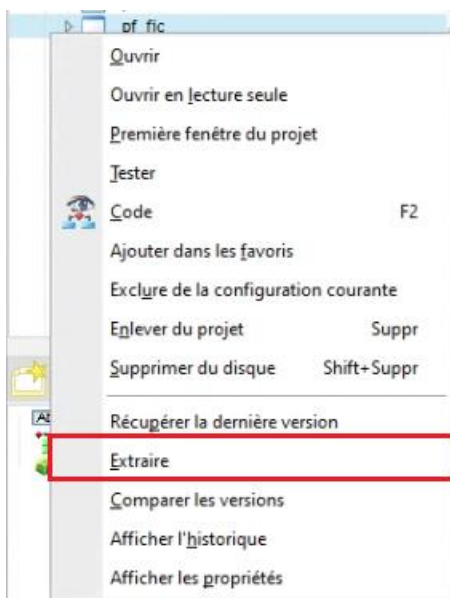 pf_fic
Ouvrir
Ouvrir en lecture seule
Première fenêtre du projet
Tester
Code F2
Ajouter dans les favoris
Exclure de la configuration courante
Enlever du projet Suppr
Supprimer du disque Shift+Suppr
Récupérer la dernière version
Extraire
Comparer les versions
Afficher l'historique
Afficher les propriétés